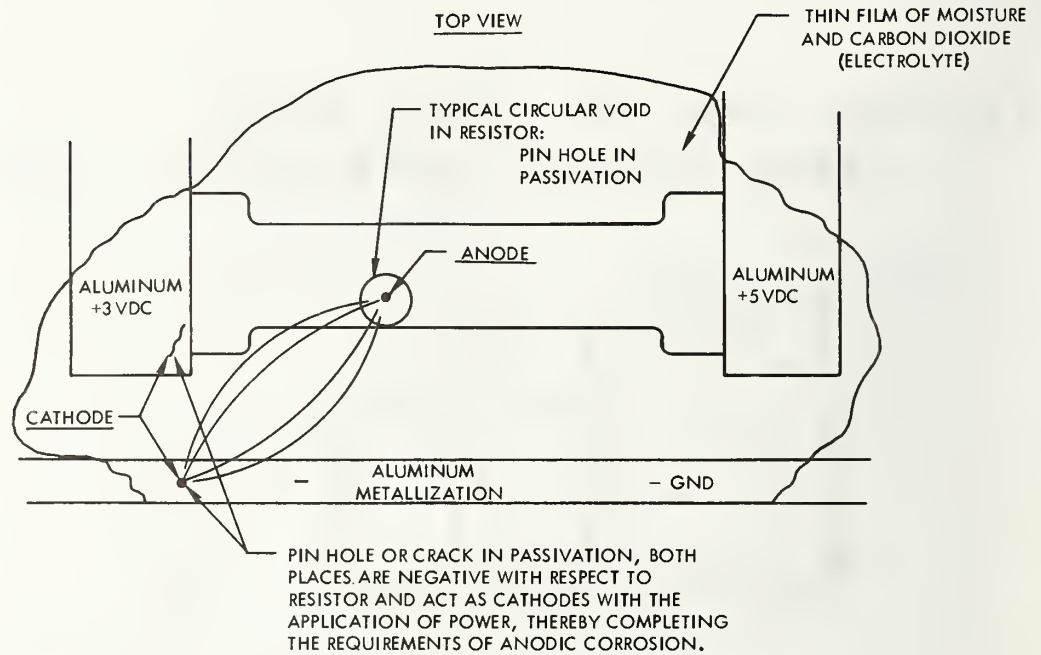 TOP VIEW
THIN FILM OF MOISTURE
AND CARBON DIOXIDE
(ELECTROLYTE)
TYPICAL CIRCULAR VOID
IN RESISTOR:
PIN HOLE IN
PASSIVATION
ANODE
ALUMINUM
+3 VDC
ALUMINUM
+5 VDC
CATHODE
– ALUMINUM – GND
METALLIZATION
PIN HOLE OR CRACK IN PASSIVATION, BOTH
PLACES. ARE NEGATIVE WITH RESPECT TO
RESISTOR AND ACT AS CATHODES WITH THE
APPLICATION OF POWER, THEREBY COMPLETING
THE REQUIREMENTS OF ANODIC CORROSION.